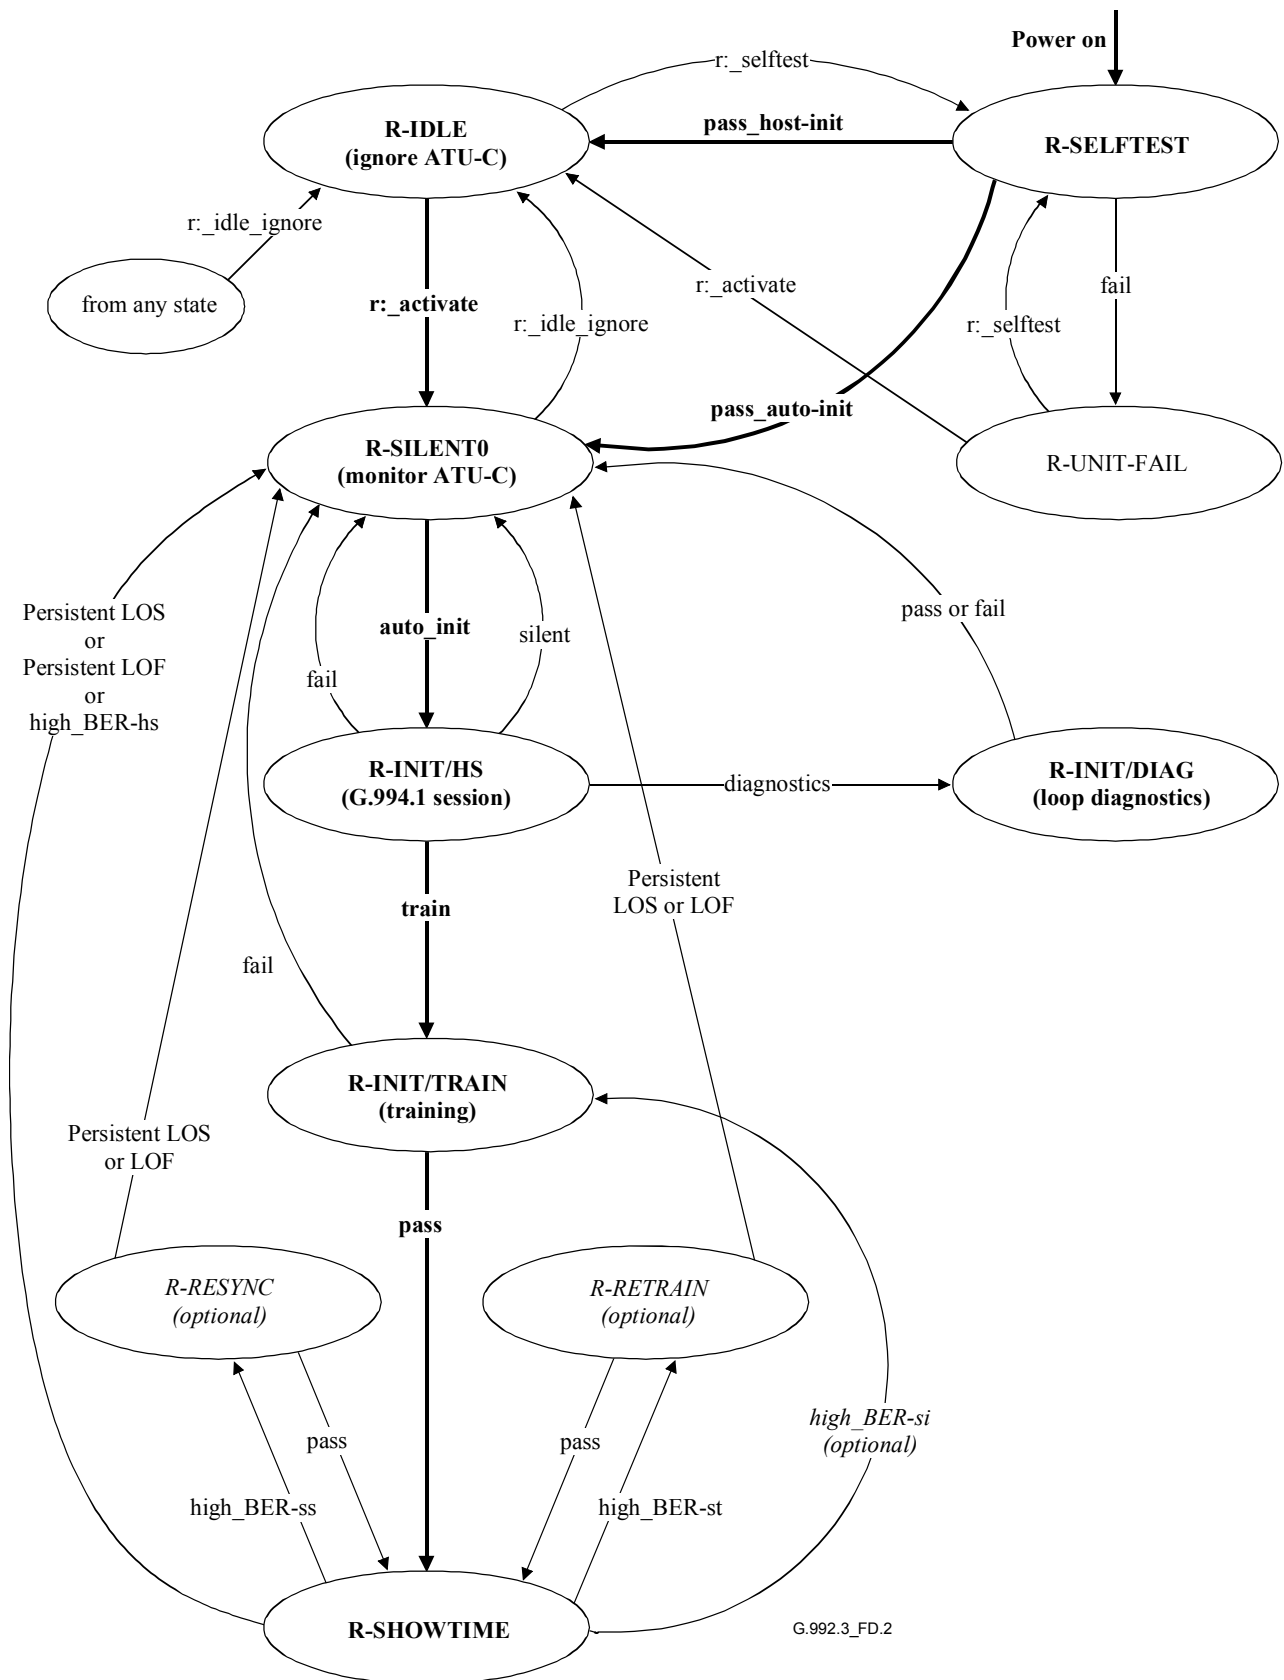 Power on
r:_selftest
R-IDLE
(ignore ATU-C)
pass_host-init
R-SELFTEST
r:_idle_ignore
from any state
r:_activate
r:_idle_ignore
r:_activate
fail
r:_selftest
pass_auto-init
R-SILENT0
(monitor ATU-C)
R-UNIT-FAIL
Persistent LOS
or
Persistent LOF
or
high_BER-hs
auto_init
silent
fail
pass or fail
R-INIT/HS
(G.994.1 session)
diagnostics
R-INIT/DIAG
(loop diagnostics)
Persistent
LOS or LOF
train
fail
R-INIT/TRAIN
(training)
Persistent LOS
or LOF
pass
R-RESYNC
(optional)
R-RETRAIN
(optional)
high_BER-si
(optional)
pass
pass
high_BER-ss
high_BER-st
R-SHOWTIME
G.992.3_FD.2